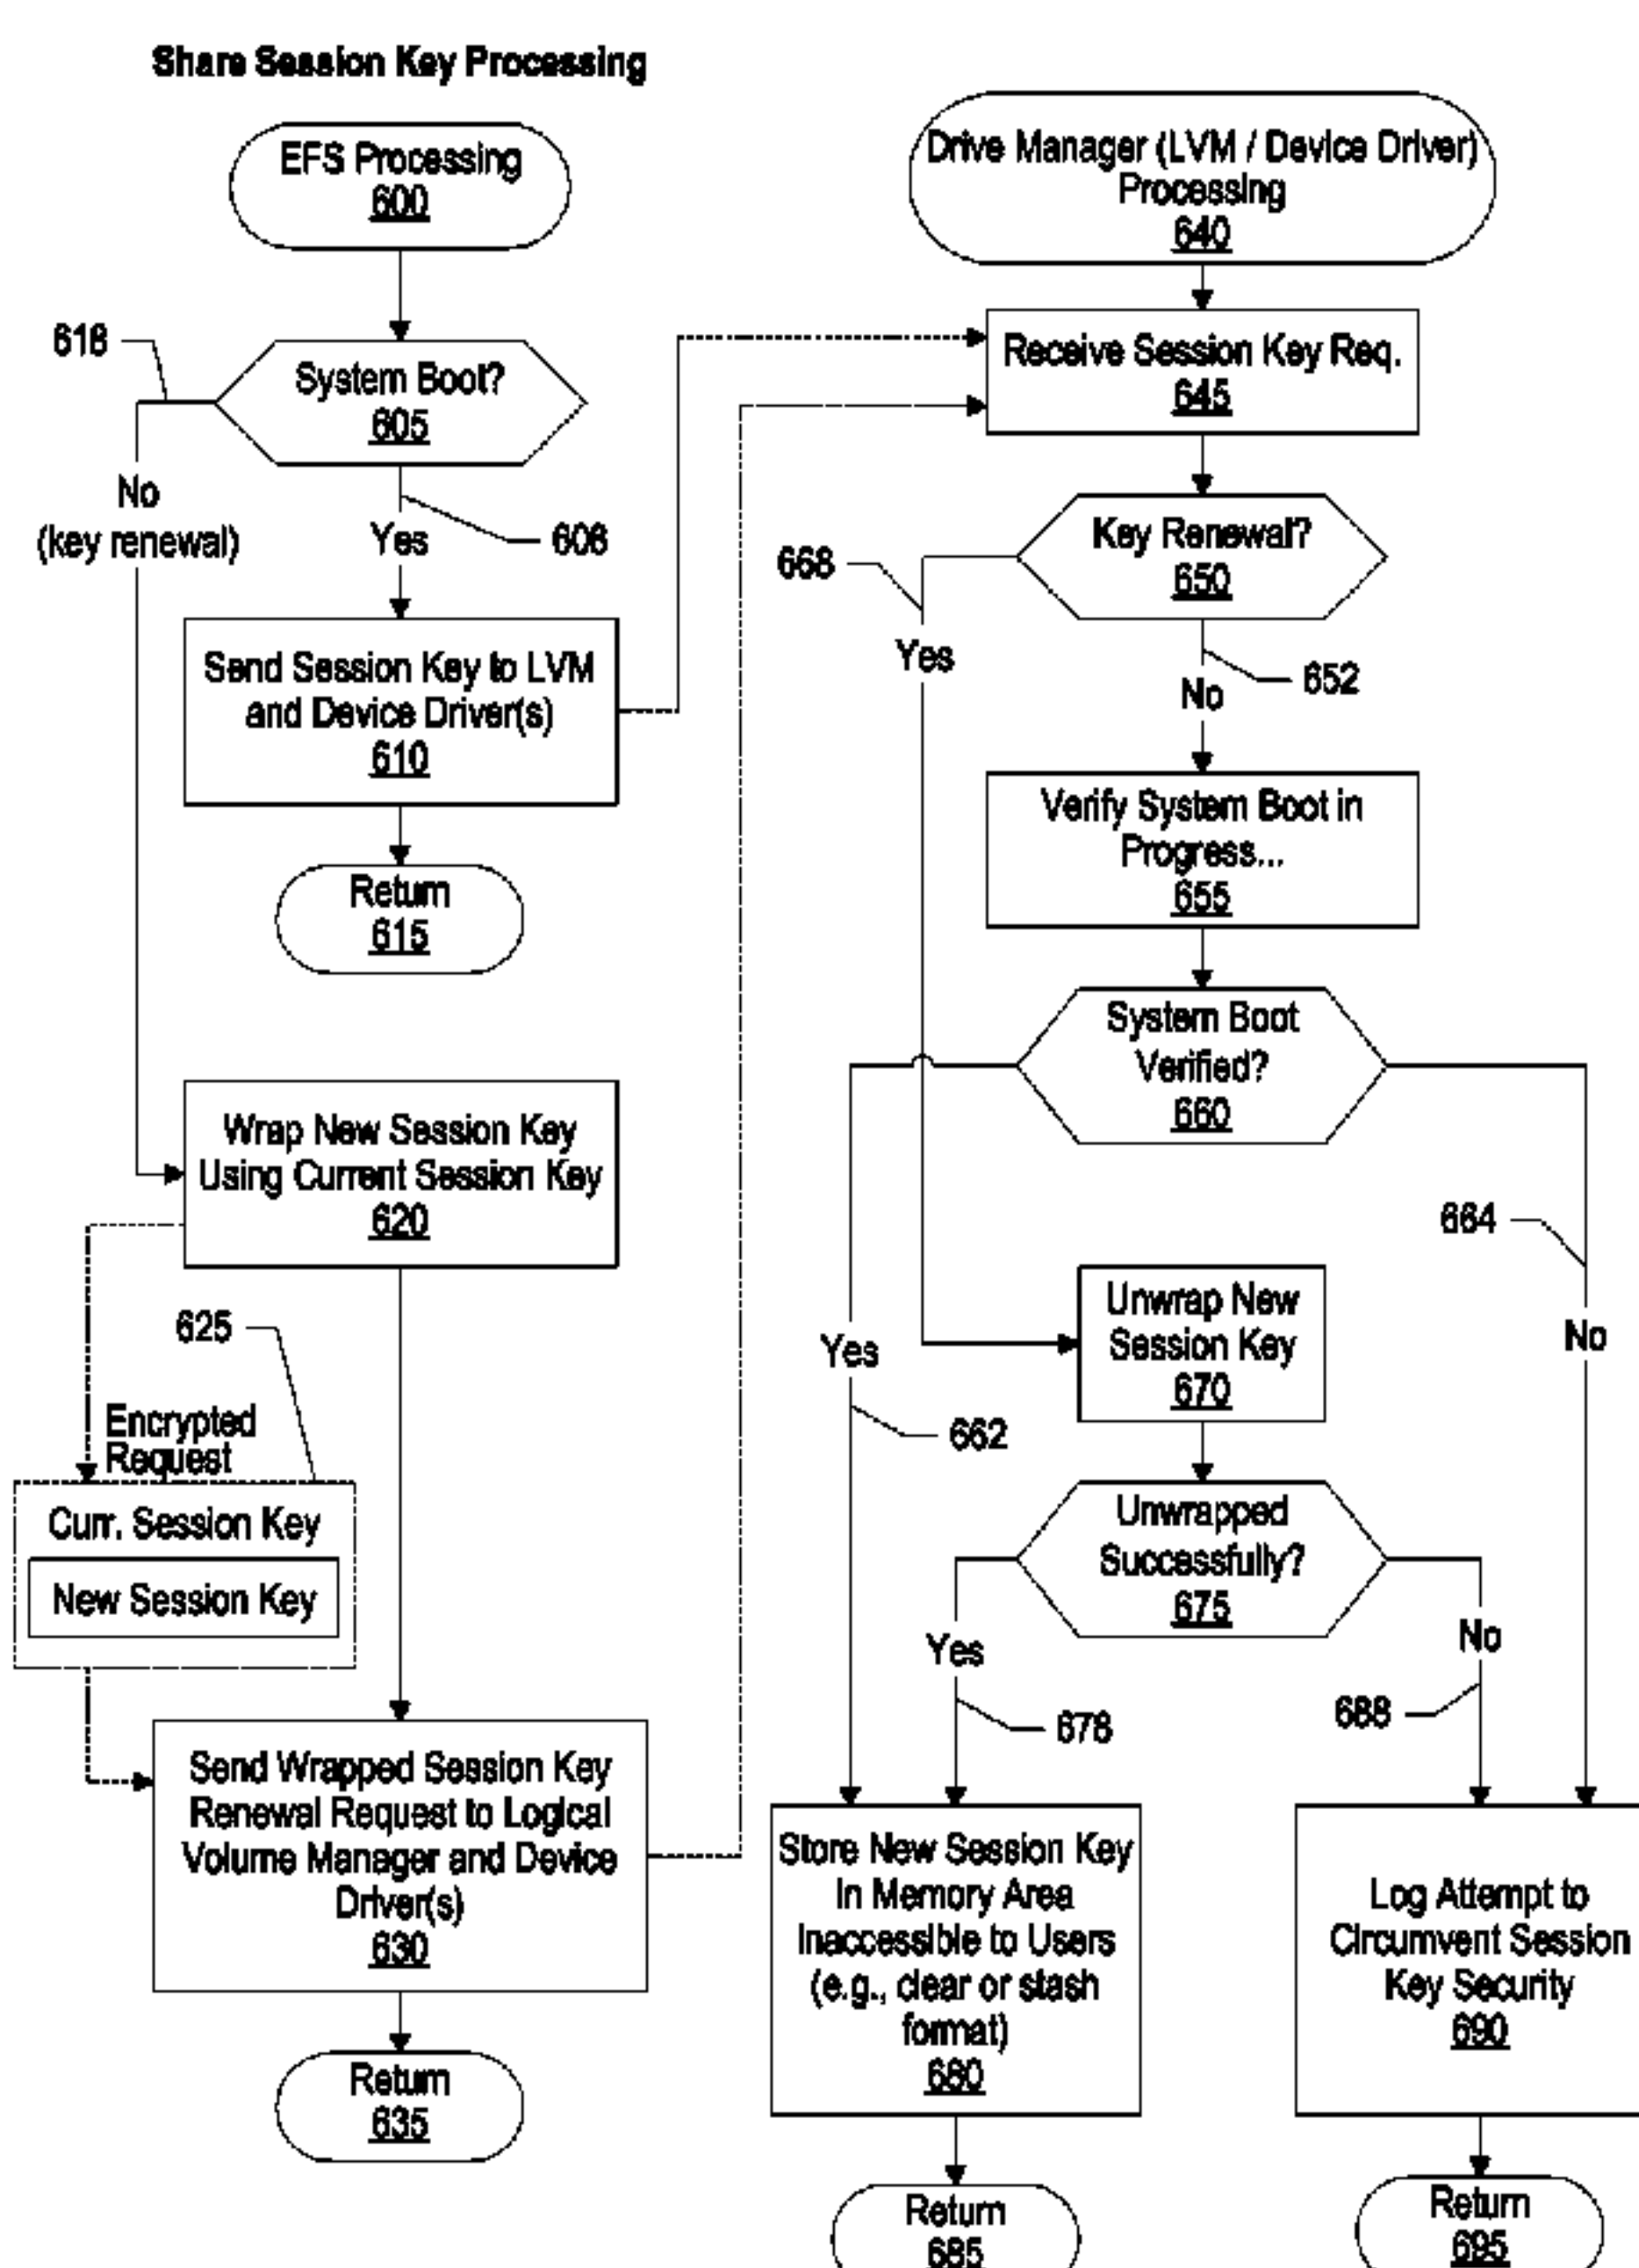 Share Session Key Processing
EFS Processing
600
618
System Boot?
605
No
(key renewal)
Yes
608
Send Session Key to LVM
and Device Driver(s)
610
Return
615
Wrap New Session Key
Using Current Session Key
620
625
Encrypted
Request
Curr. Session Key
New Session Key
Send Wrapped Session Key
Renewal Request to Logical
Volume Manager and Device
Driver(s)
630
Return
635
Drive Manager (LVM / Device Driver)
Processing
640
Receive Session Key Req.
645
Key Renewal?
650
668
Yes
652
No
Verify System Boot in
Progress...
655
System Boot
Verified?
660
664
No
Yes
662
Unwrap New
Session Key
670
Unwrapped
Successfully?
675
Yes
678
No
688
Store New Session Key
In Memory Area
Inaccessible to Users
(e.g., clear or stash
format)
680
Log Attempt to
Circumvent Session
Key Security
690
Return
685
Return
695